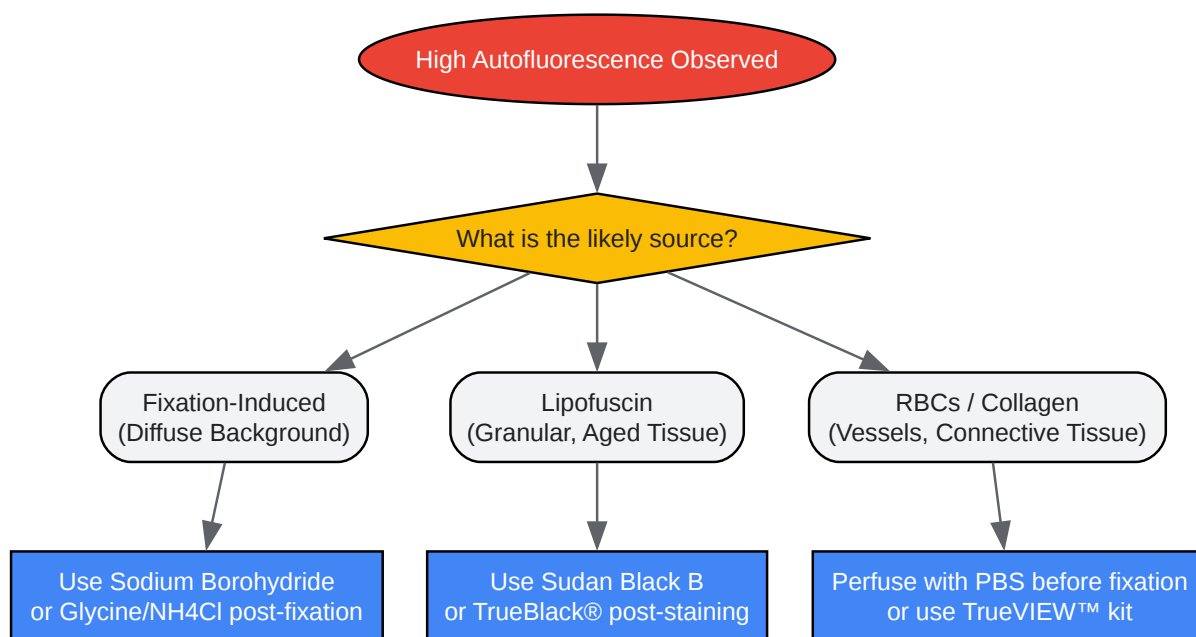 High Autofluorescence Observed
What is the likely source?
Fixation-Induced
(Diffuse Background)
Lipofuscin
(Granular, Aged Tissue)
RBCs / Collagen
(Vessels, Connective Tissue)
Use Sodium Borohydride
or Glycine/NH4Cl post-fixation
Use Sudan Black B
or TrueBlack® post-staining
Perfuse with PBS before fixation
or use TrueVIEW™ kit